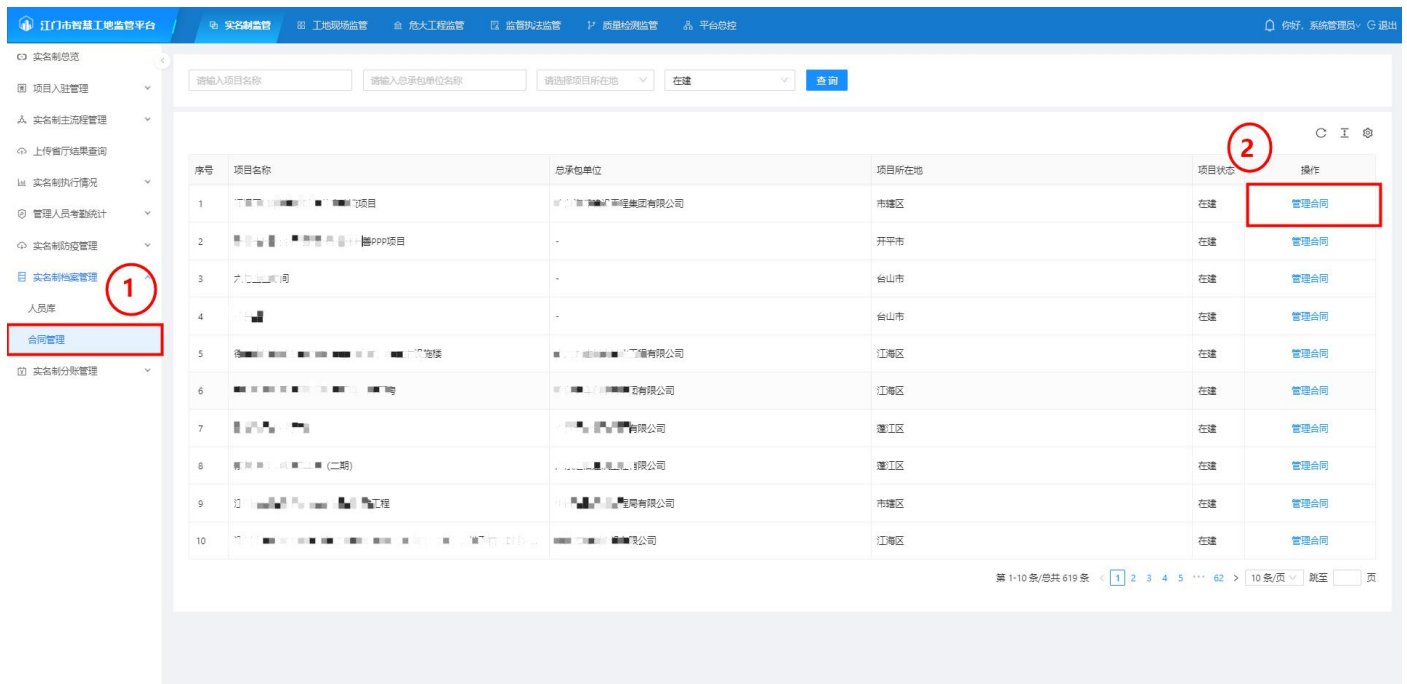 江门市智慧工地监管平台 实名制监管 工地现场监管 危大工程监管 监督执法监管 质量检测监管 平台总控 你好，系统管理员 退出
实名制总览
项目入驻管理
实名制主流程管理
上传省厅结果查询
实名制执行情况
管理人员考勤统计
实名制防疫管理
实名制档案管理
1
人员库
合同管理
实名制分账管理
请输入项目名称 请输入总承包单位名称 请选择项目所在地 在建 查询
2
序号 项目名称 总承包单位 项目所在地 项目状态 操作
1 项目 程集团有限公司 市辖区 在建 管理合同
2 善PPP项目 - 开平市 在建 管理合同
3 - 台山市 在建 管理合同
4 - 台山市 在建 管理合同
5 施楼 有限公司 江海区 在建 管理合同
6 有限公司 江海区 在建 管理合同
7 有限公司 蓬江区 在建 管理合同
8 (二期) 限公司 蓬江区 在建 管理合同
9 工程 局有限公司 市辖区 在建 管理合同
10 ... 限公司 江海区 在建 管理合同
第 1-10 条/总共 619 条 < 1 2 3 4 5 ··· 62 > 10 条/页 跳至 页